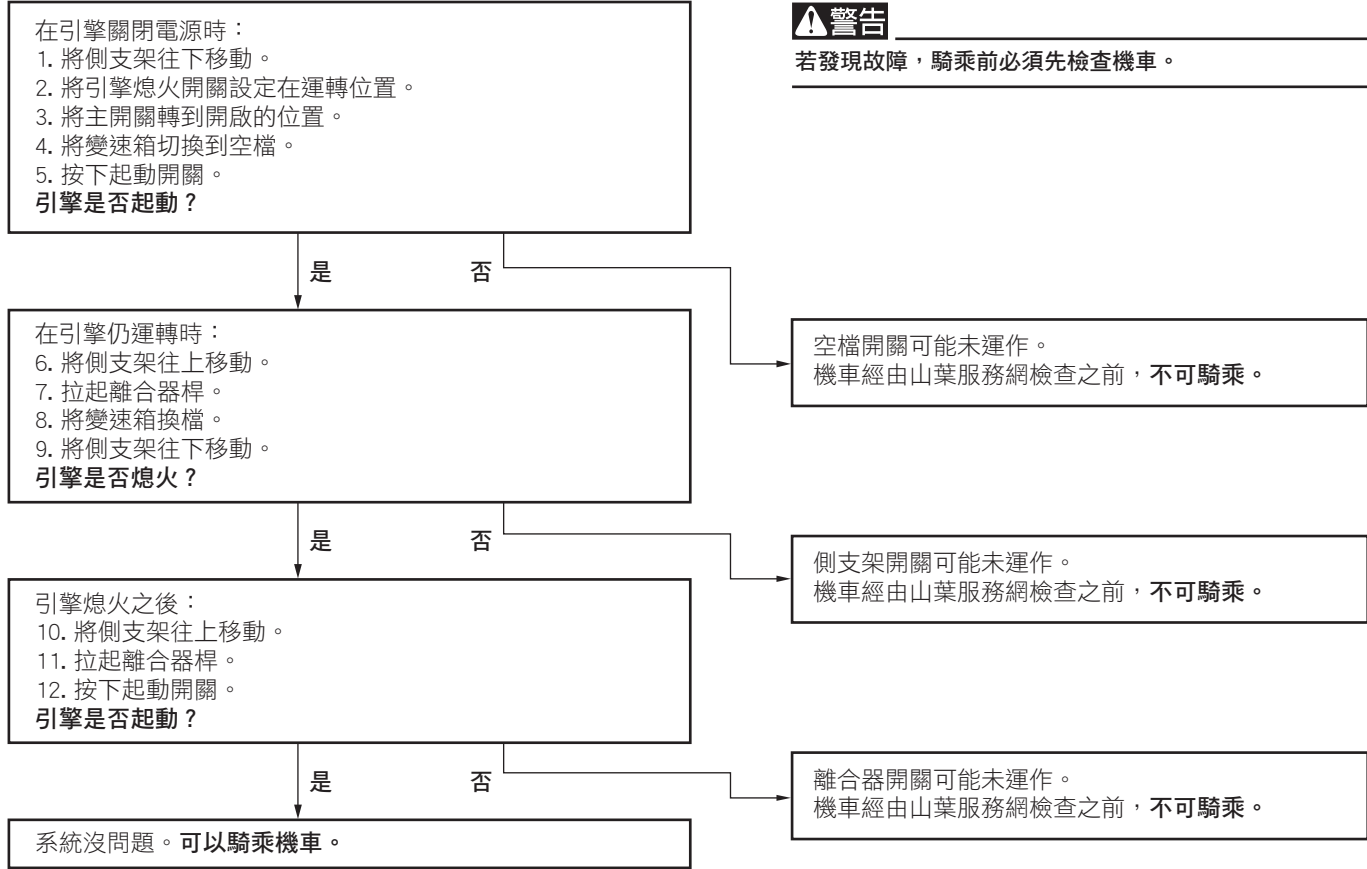 在引擎關閉電源時：
1. 將側支架往下移動。
2. 將引擎熄火開關設定在運轉位置。
3. 將主開關轉到開啟的位置。
4. 將變速箱切換到空檔。
5. 按下起動開關。
引擎是否起動？
警告
若發現故障，騎乘前必須先檢查機車。
是
否
在引擎仍運轉時：
6. 將側支架往上移動。
7. 拉起離合器桿。
8. 將變速箱換檔。
9. 將側支架往下移動。
引擎是否熄火？
空檔開關可能未運作。
機車經由山葉服務網檢查之前，不可騎乘。
是
否
引擎熄火之後：
10. 將側支架往上移動。
11. 拉起離合器桿。
12. 按下起動開關。
引擎是否起動？
側支架開關可能未運作。
機車經由山葉服務網檢查之前，不可騎乘。
是
否
系統沒問題。可以騎乘機車。
離合器開關可能未運作。
機車經由山葉服務網檢查之前，不可騎乘。